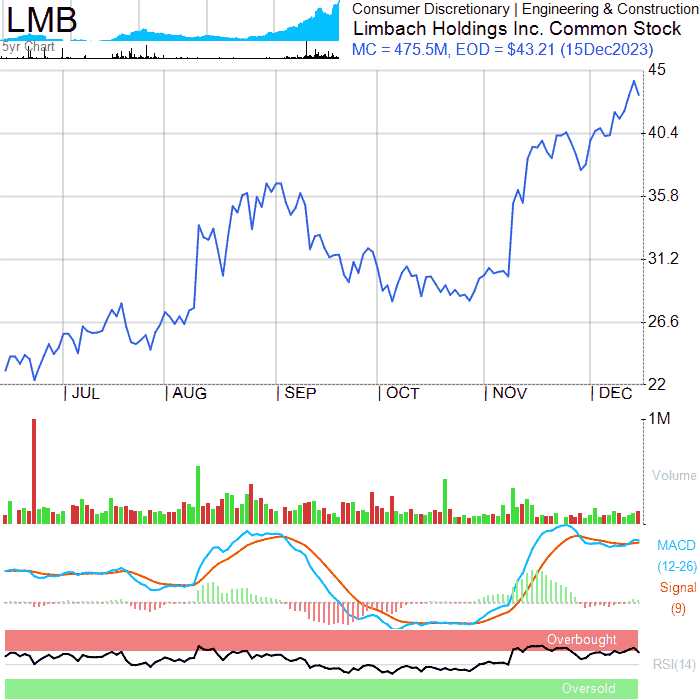 LMB
5yr Chart
Consumer Discretionary | Engineering & Construction
Limbach Holdings Inc. Common Stock
MC = 475.5M, EOD = $43.21 (15Dec2023)
45
40.4
35.8
31.2
26.6
22
| JUL | AUG | SEP | OCT | NOV | DEC
1M
Volume
MACD
(12-26)
Signal
(9)
Overbought
RSI(14)
Oversold